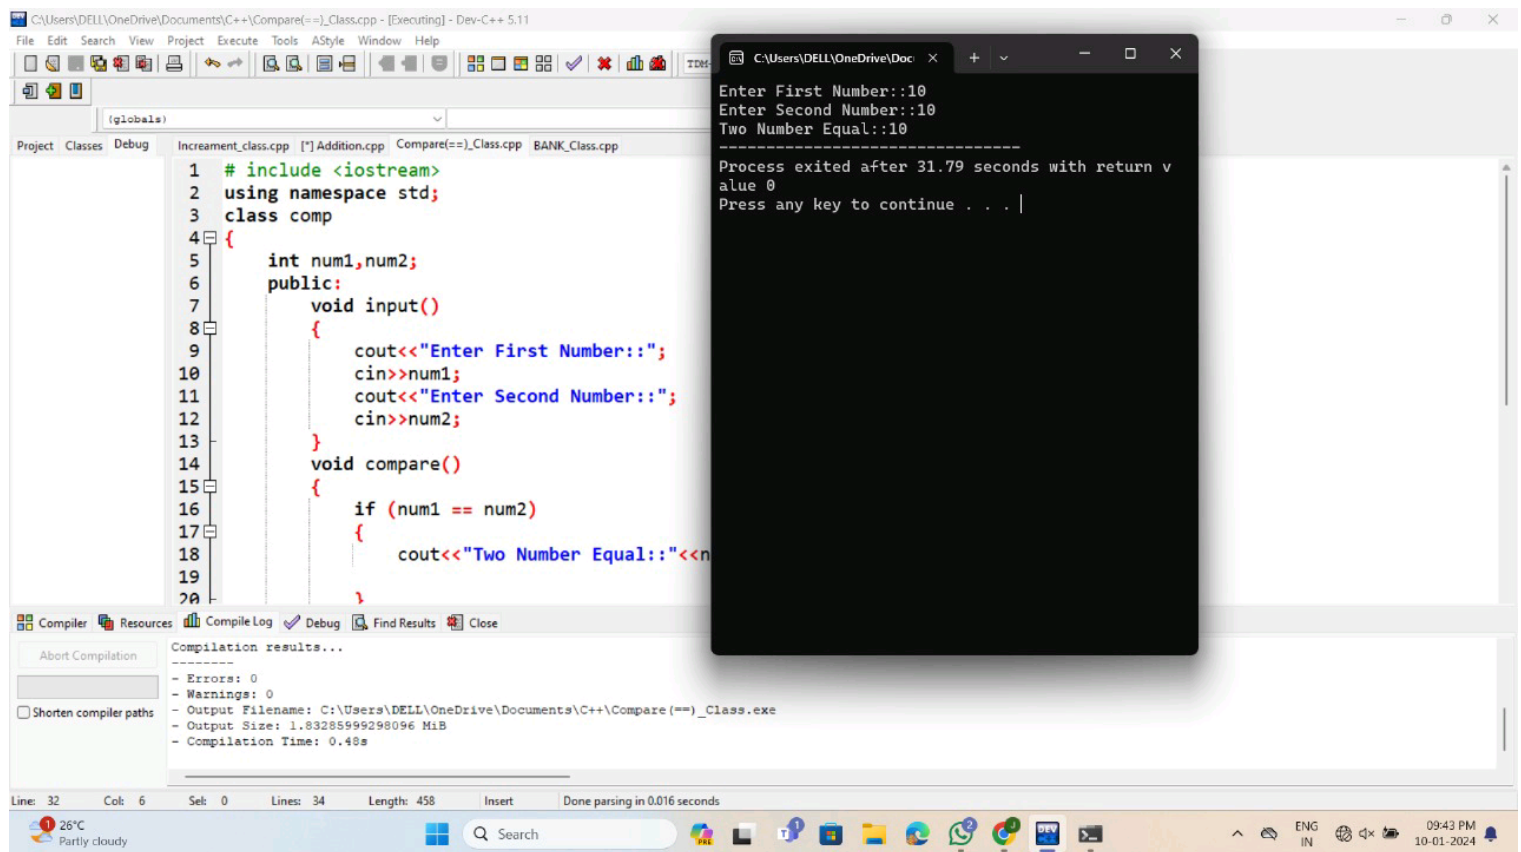 C:\Users\DELL\OneDrive\Documents\C++\Compare(==)_Class.cpp - [Executing] - Dev-C++ 5.11
File Edit Search View Project Execute Tools AStyle Window Help
TDM-
(globals)
Project Classes Debug
Increament_class.cpp [*] Addition.cpp Compare(==)_Class.cpp BANK_Class.cpp
1 # include <iostream>
2 using namespace std;
3 class comp
4 {
5 int num1,num2;
6 public:
7 void input()
8 {
9 cout<<"Enter First Number::";
10 cin>>num1;
11 cout<<"Enter Second Number::";
12 cin>>num2;
13 }
14 void compare()
15 {
16 if (num1 == num2)
17 {
18 cout<<"Two Number Equal::"<<n
19
20 }
C:\Users\DELL\OneDrive\Doc
Enter First Number::10
Enter Second Number::10
Two Number Equal::10
--------------------------------
Process exited after 31.79 seconds with return v
alue 0
Press any key to continue . . .
Compiler Resources Compile Log Debug Find Results Close
Abort Compilation
Shorten compiler paths
Compilation results...
--------
- Errors: 0
- Warnings: 0
- Output Filename: C:\Users\DELL\OneDrive\Documents\C++\Compare(==)_Class.exe
- Output Size: 1.83285999298096 MiB
- Compilation Time: 0.48s
Line: 32 Col: 6 Sel: 0 Lines: 34 Length: 458 Insert Done parsing in 0.016 seconds
1
26°C
Partly cloudy
Search
PRE
1
2
J
DEV
ENG
IN
09:43 PM
10-01-2024